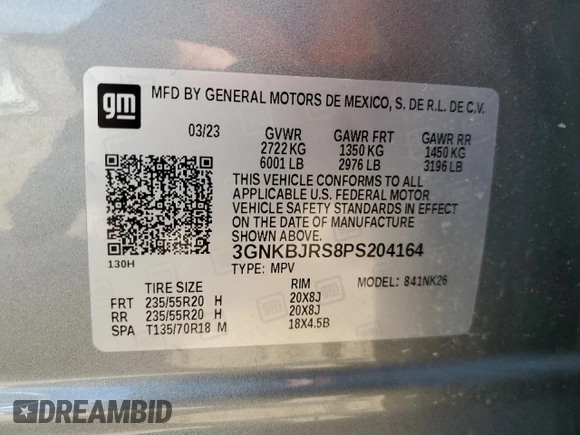 gm
MFD BY GENERAL MOTORS DE MEXICO, S. DE R.L. DE C.V.
03/23 GVWR GAWR FRT GAWR RR
2722 KG 1350 KG 1450 KG
6001 LB 2976 LB 3196 LB
THIS VEHICLE CONFORMS TO ALL
APPLICABLE U.S. FEDERAL MOTOR
VEHICLE SAFETY STANDARDS IN EFFECT
ON THE DATE OF MANUFACTURE
SHOWN ABOVE.
3GNKBJRS8PS204164
130H
TYPE: MPV MODEL: 841NK26
TIRE SIZE RIM
FRT 235/55R20 H 20X8J
RR 235/55R20 H 20X8J
SPA T135/70R18 M 18X4.5B
DREAMBID